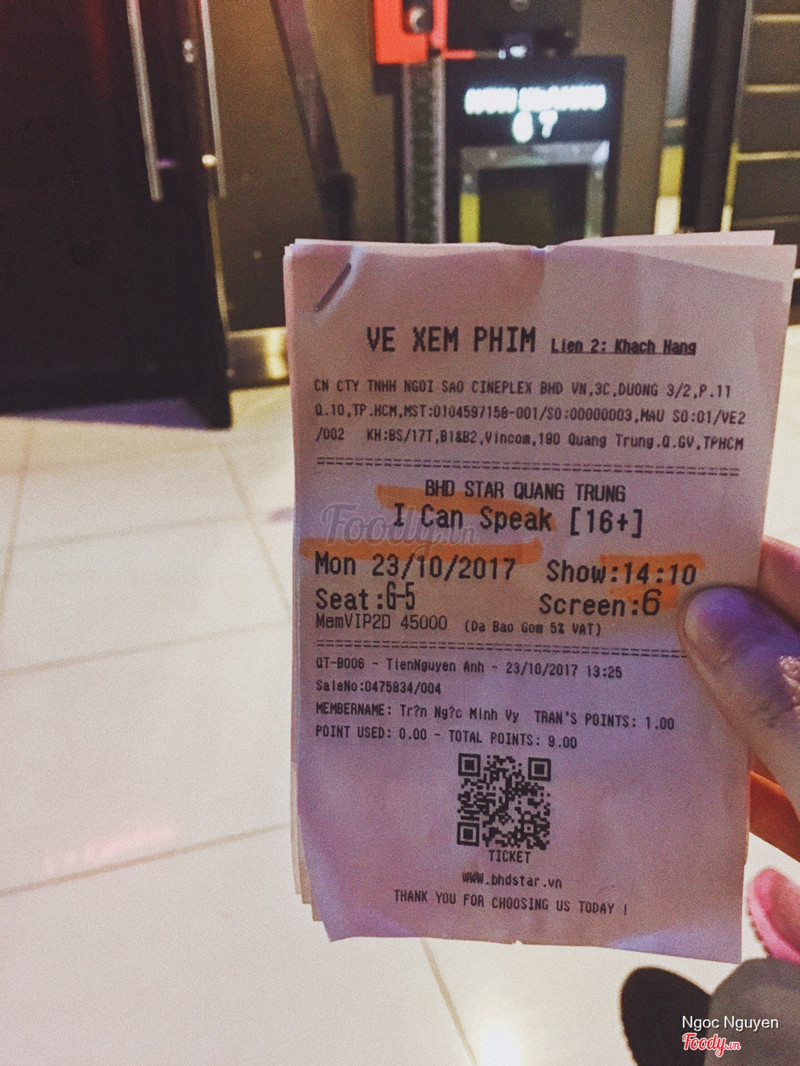 VE XEM PHIM Lien 2: Khach Hang
CN CTY TNHH NGOI SAO CINEPLEX BHD VN,3C,DUONG 3/2,P.11
Q.10,TP.HCM,MST:0104597158-001/SO:00000003,MAU SO:01/VE2
/002 KH:BS/17T,B1&B2,Vincom,190 Quang Trung.Q.GV,TPHCM
BHD STAR QUANG TRUNG
I Can Speak [16+]
Foody.vn
Mon 23/10/2017 Show:14:10
Seat:G-5 Screen:6
MemVIP2D 45000 (Da Bao Gom 5% VAT)
QT-B006 - TienNguyen Anh - 23/10/2017 13:25
SaleNo:0475834/004
MEMBERNAME: Tr?n Ng?c Minh Vy TRAN'S POINTS: 1.00
POINT USED: 0.00 - TOTAL POINTS: 9.00
TICKET
www.bhdstar.vn
THANK YOU FOR CHOOSING US TODAY !
Ngoc Nguyen
Foody.vn